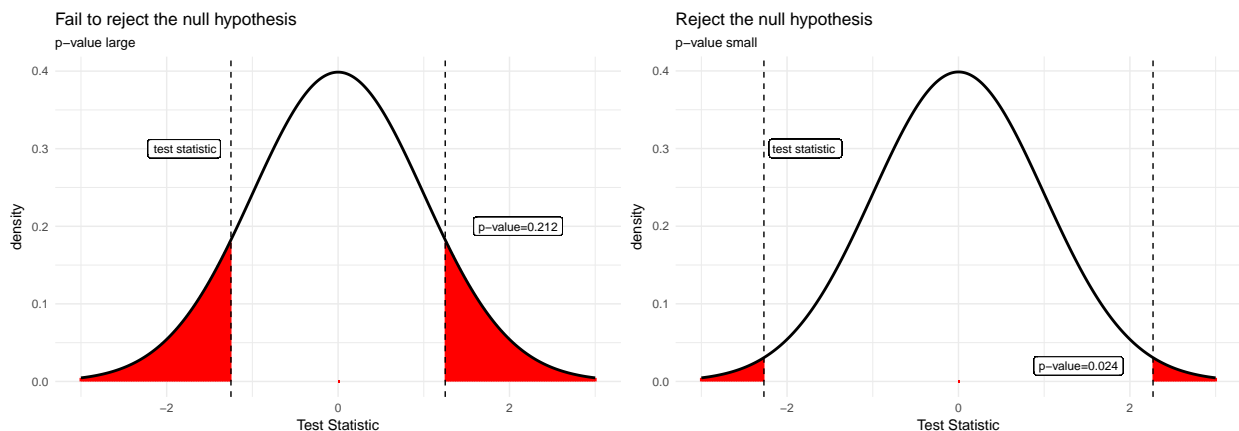 Fail to reject the null hypothesis
p−value large
0.4
0.3
0.2
0.1
0.0
density
test statistic
p−value=0.212
−2
0
2
Test Statistic
Reject the null hypothesis
p−value small
0.4
0.3
0.2
0.1
0.0
density
test statistic
p−value=0.024
−2
0
2
Test Statistic